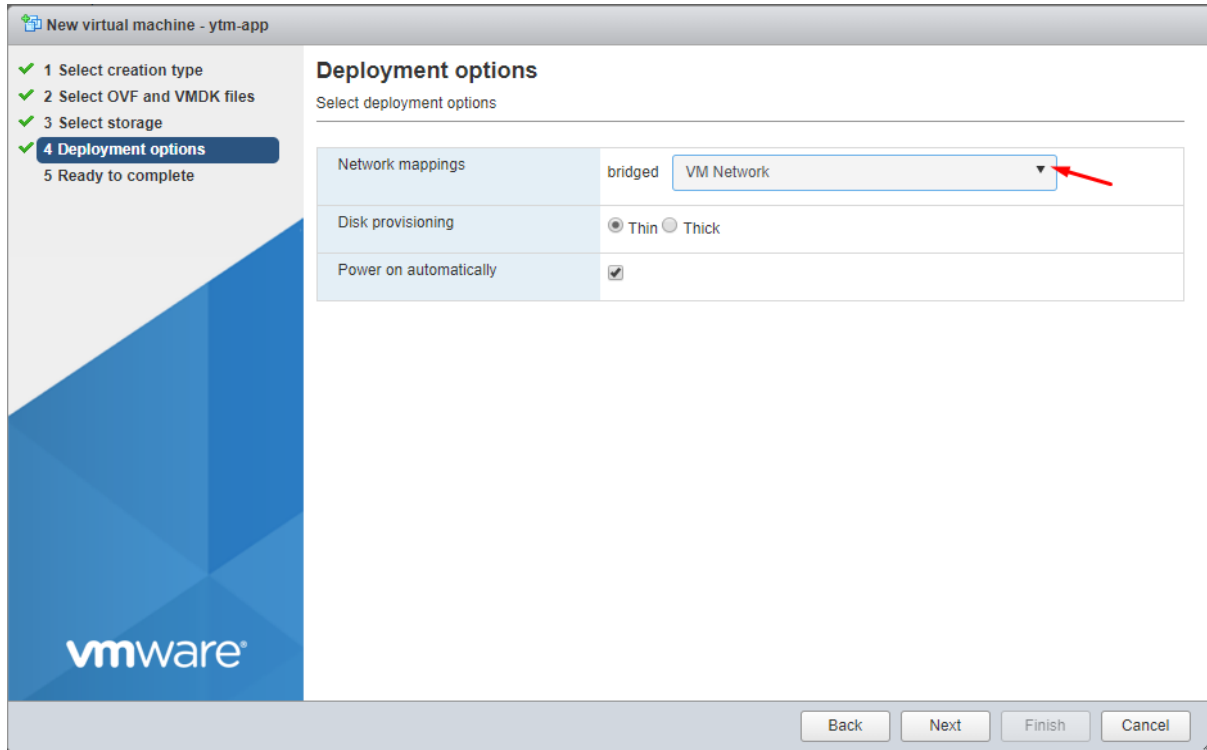 New virtual machine - ytm-app
1 Select creation type
2 Select OVF and VMDK files
3 Select storage
4 Deployment options
5 Ready to complete
Deployment options
Select deployment options
Network mappings
bridged VM Network
Disk provisioning
Thin Thick
Power on automatically
vmware®
Back Next Finish Cancel